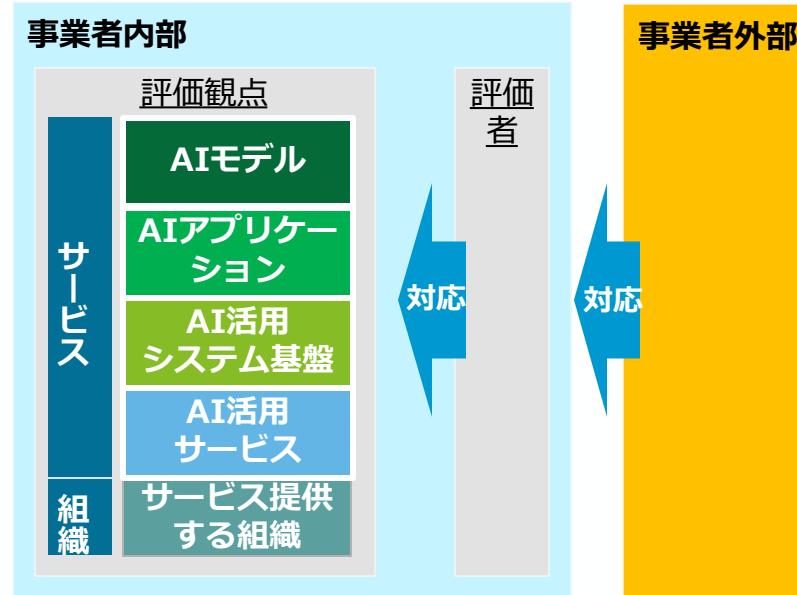 事業者内部
事業者外部
評価観点
評価
者
サービス
AIモデル
AIアプリケー
ション
AI活用
システム基盤
AI活用
サービス
組織
サービス提供
する組織
対応
対応